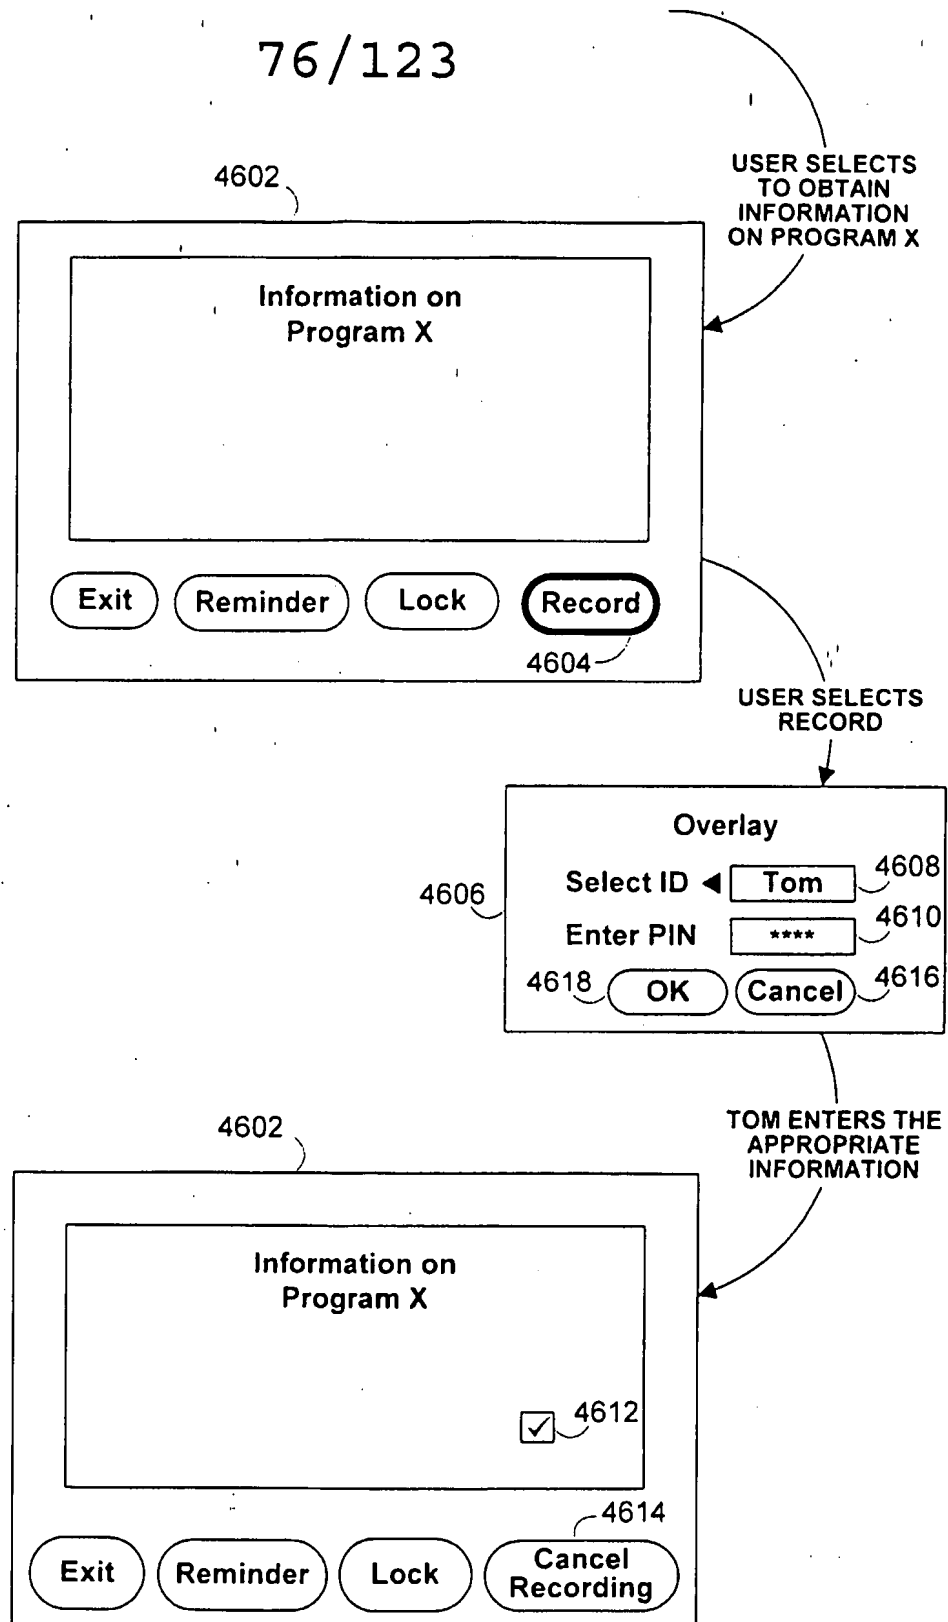 76/123
USER SELECTS
TO OBTAIN
INFORMATION
ON PROGRAM X
4602
Information on
Program X
Exit Reminder Lock Record
4604
USER SELECTS
RECORD
Overlay
4606
Select ID Tom 4608
Enter PIN **** 4610
4618 OK Cancel 4616
TOM ENTERS THE
APPROPRIATE
INFORMATION
4602
Information on
Program X
4612
4614
Exit Reminder Lock Cancel
Recording